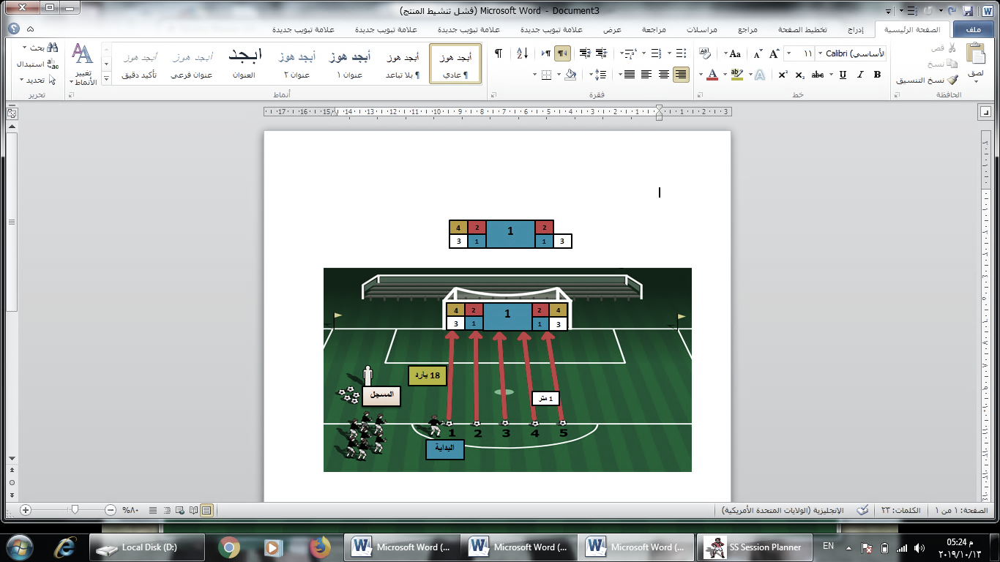 Microsoft Word - Document3 (فشل تنشيط المنتج)
ملف
الصفحة الرئيسية
إدراج
تخطيط الصفحة
مراجع
مراسلات
مراجعة
عرض
علامة تبويب جديدة
علامة تبويب جديدة
علامة تبويب جديدة
علامة تبويب جديدة
لصق
قص
نسخ
نسخ التنسيق
الحافظة
Calibri (الأساسي)
١١
خط
فقرة
أبجد هوز
¶ عادي
أبجد هوز
¶ بلا تباعد
أبجد هوز
عنوان ١
أبجد هوز
عنوان ٢
أبجد
العنوان
أبجد هوز
عنوان فرعي
أبجد هوز
تأكيد دقيق
أنماط
تغيير الأنماط
بحث
استبدال
تحديد
تحرير
17 16 15 14 13 12 11 10 9 8 7 6 5 4 3 2 1 1 2 3
4 2 1 2
3 1 1 3
4 2 1 2 4
3 1 1 3
18 يارد
المسجل
1 متر
1 2 3 4 5
البداية
الصفحة: ١ من ١
الكلمات: ٢٣
الإنجليزية (الولايات المتحدة الأمريكية)
٨٠%
Local Disk (D:)
Microsoft Word (...
Microsoft Word (...
Microsoft Word (...
SS Session Planner
EN
05:24 م
٢٠١٩/١٠/١٣